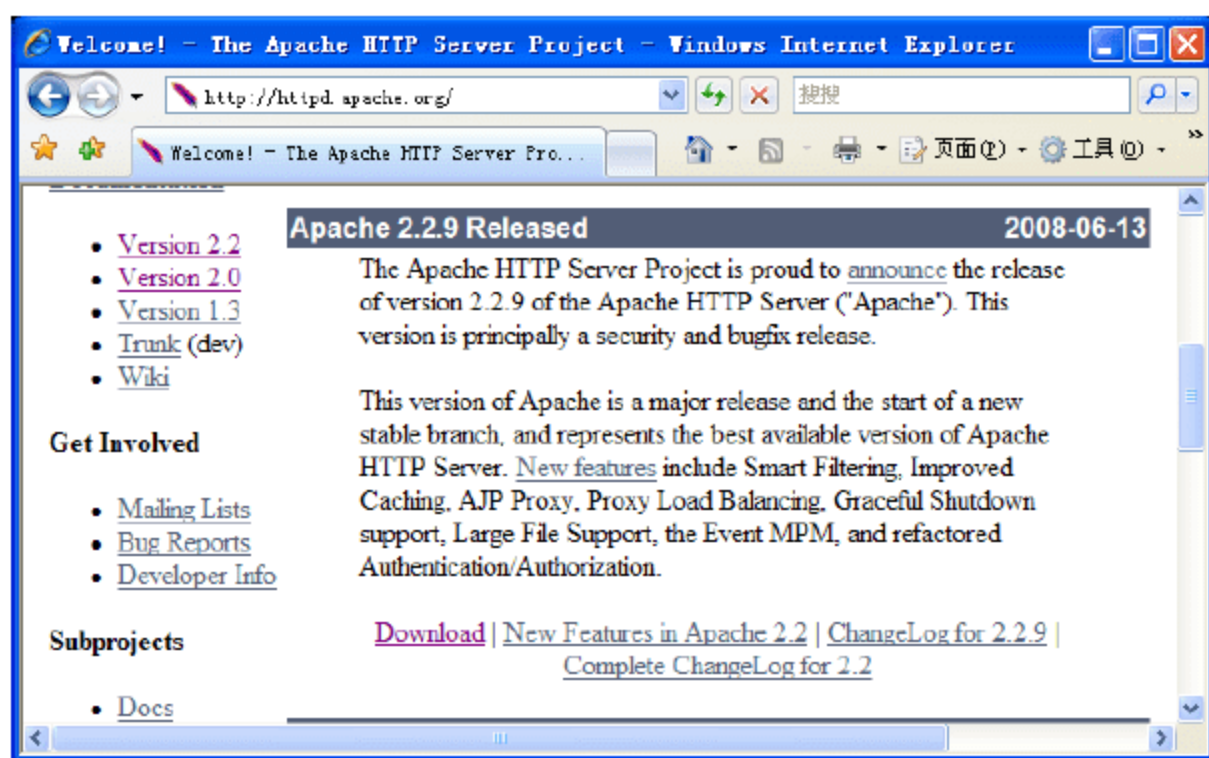 Welcome! - The Apache HTTP Server Project - Windows Internet Explorer
http://httpd.apache.org/
搜搜
Welcome! - The Apache HTTP Server Pro...
页面(P)
工具(O)
»
Apache 2.2.9 Released 2008-06-13
Version 2.2
Version 2.0
Version 1.3
Trunk (dev)
Wiki
Get Involved
Mailing Lists
Bug Reports
Developer Info
Subprojects
Docs
The Apache HTTP Server Project is proud to announce the release
of version 2.2.9 of the Apache HTTP Server ("Apache"). This
version is principally a security and bugfix release.
This version of Apache is a major release and the start of a new
stable branch, and represents the best available version of Apache
HTTP Server. New features include Smart Filtering, Improved
Caching, AJP Proxy, Proxy Load Balancing, Graceful Shutdown
support, Large File Support, the Event MPM, and refactored
Authentication/Authorization.
Download | New Features in Apache 2.2 | ChangeLog for 2.2.9 |
Complete ChangeLog for 2.2